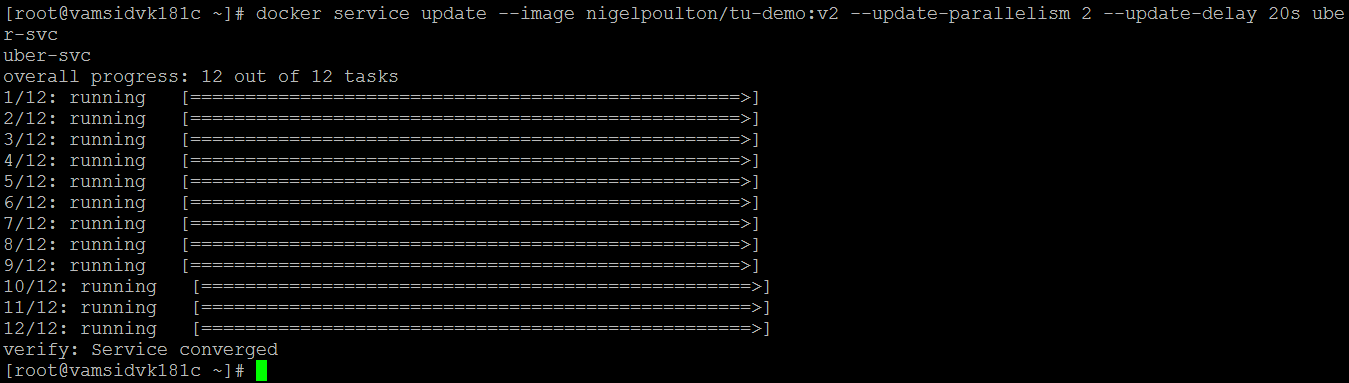 [root@vamsidvk181c ~]# docker service update --image nigelpoulton/tu-demo:v2 --update-parallelism 2 --update-delay 20s ube
r-svc
uber-svc
overall progress: 12 out of 12 tasks
1/12: running   [==================================================>]
2/12: running   [==================================================>]
3/12: running   [==================================================>]
4/12: running   [==================================================>]
5/12: running   [==================================================>]
6/12: running   [==================================================>]
7/12: running   [==================================================>]
8/12: running   [==================================================>]
9/12: running   [==================================================>]
10/12: running   [==================================================>]
11/12: running   [==================================================>]
12/12: running   [==================================================>]
verify: Service converged
[root@vamsidvk181c ~]#